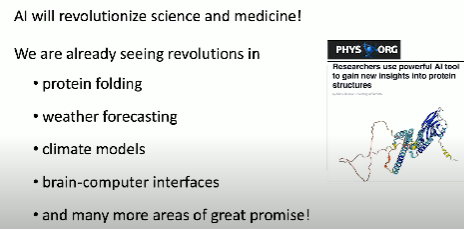 AI will revolutionize science and medicine!
We are already seeing revolutions in
• protein folding
• weather forecasting
• climate models
• brain-computer interfaces
• and many more areas of great promise!
PHYS ORG
Researchers use powerful AI tool
to gain new insights into protein
structures